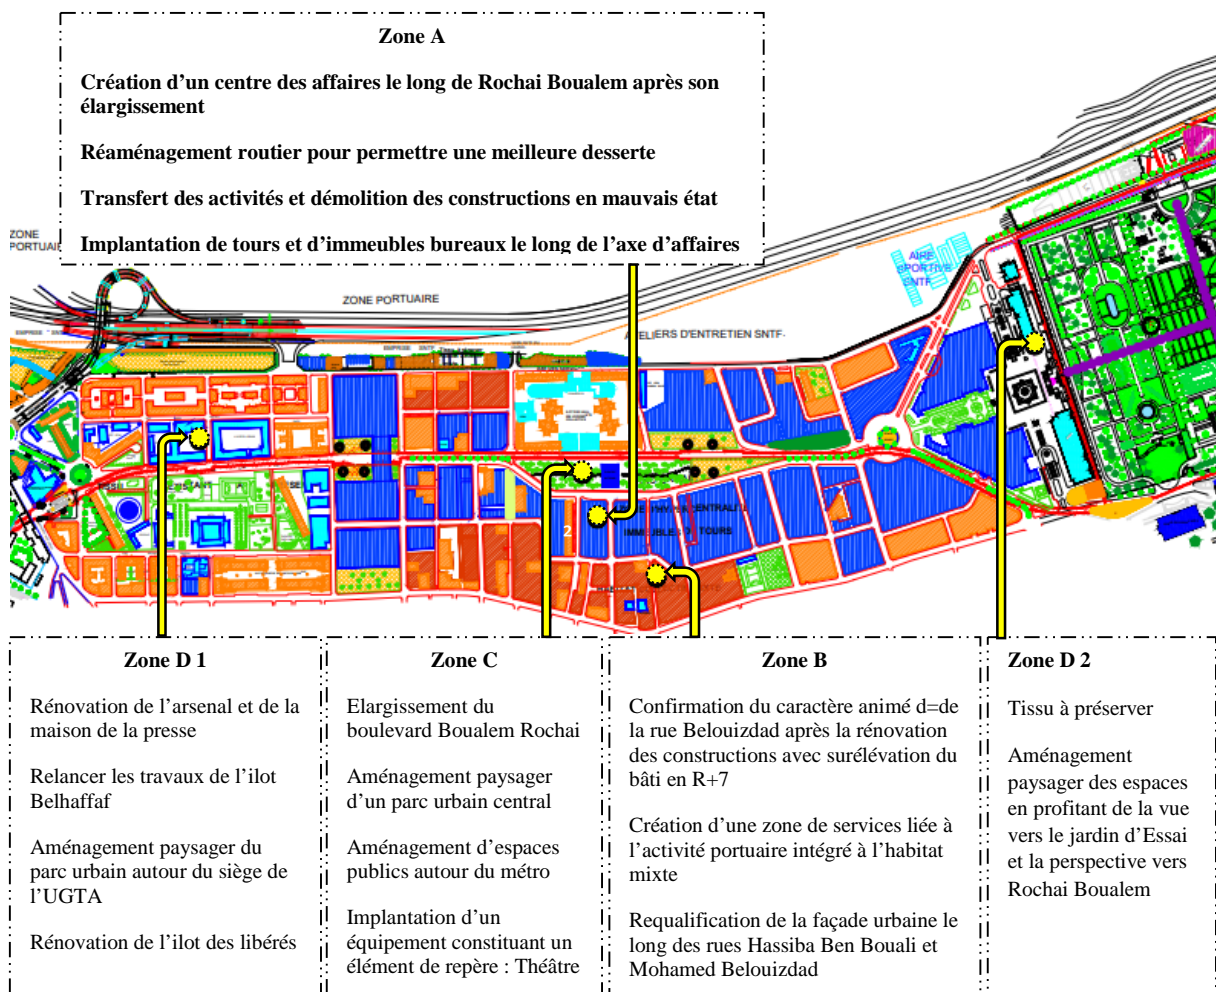 Zone A
Création d’un centre des affaires le long de Rochai Boualem après son
élargissement
Réaménagement routier pour permettre une meilleure desserte
Transfert des activités et démolition des constructions en mauvais état
Implantation de tours et d’immeubles bureaux le long de l’axe d’affaires
ZONE
PORTUAIRE
ZONE PORTUAIRE
AIRE
SPORTIVE
SNTF
ATELIERS D'ENTRETIEN SNTF
EMPRISE SNTF
IMMEUBLES TOURS
2
Zone D 1
Rénovation de l’arsenal et de la
maison de la presse
Relancer les travaux de l’ilot
Belhaffaf
Aménagement paysager du
parc urbain autour du siège de
l’UGTA
Rénovation de l’ilot des libérés
Zone C
Elargissement du
boulevard Boualem Rochai
Aménagement paysager
d’un parc urbain central
Aménagement d’espaces
publics autour du métro
Implantation d’un
équipement constituant un
élément de repère : Théâtre
Zone B
Confirmation du caractère animé d=de
la rue Belouizdad après la rénovation
des constructions avec surélévation du
bâti en R+7
Création d’une zone de services liée à
l’activité portuaire intégré à l’habitat
mixte
Requalification de la façade urbaine le
long des rues Hassiba Ben Bouali et
Mohamed Belouizdad
Zone D 2
Tissu à préserver
Aménagement
paysager des espaces
en profitant de la vue
vers le jardin d’Essai
et la perspective vers
Rochai Boualem